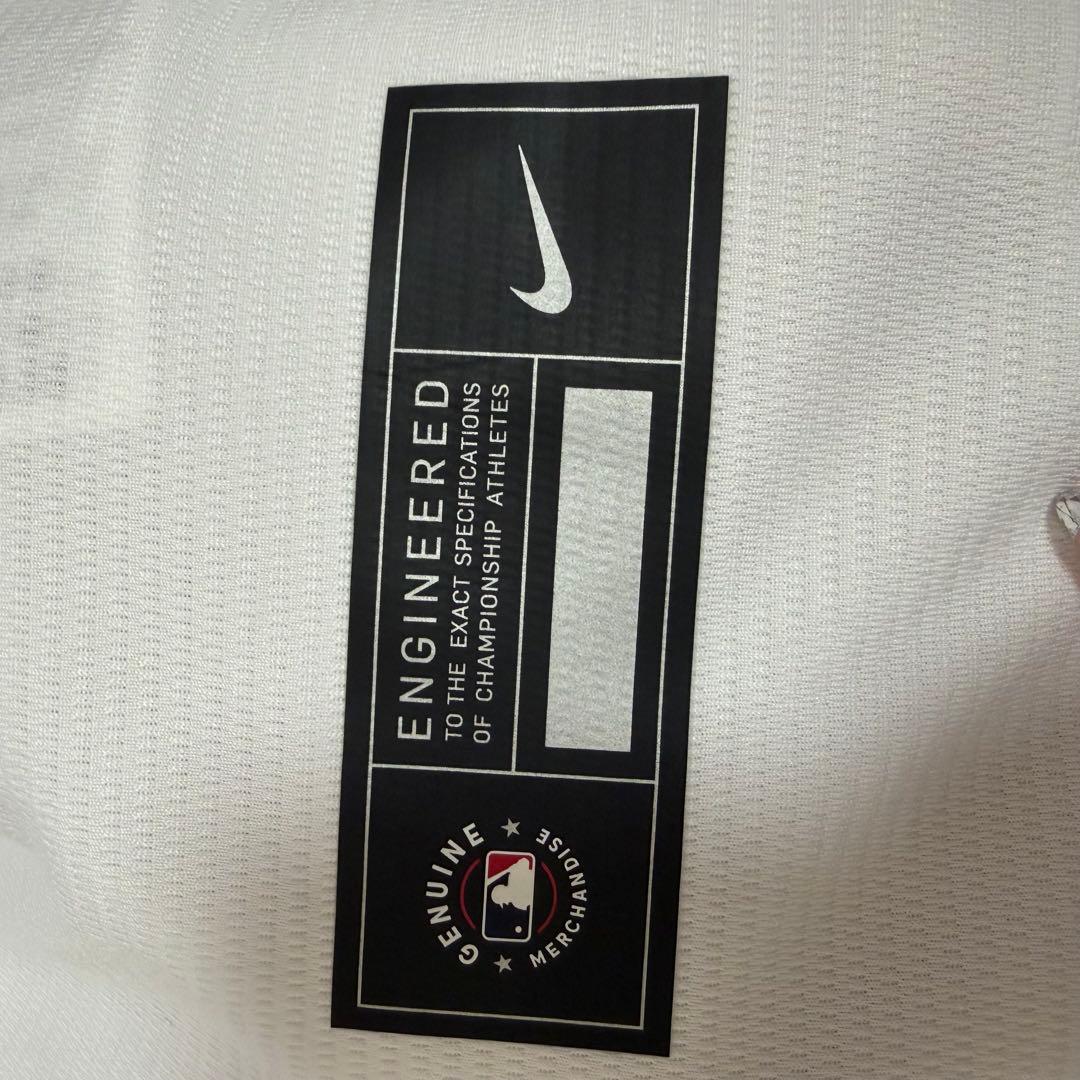 ENGINEERED
TO THE EXACT SPECIFICATIONS
OF CHAMPIONSHIP ATHLETES
GENUINE
MERCHANDISE